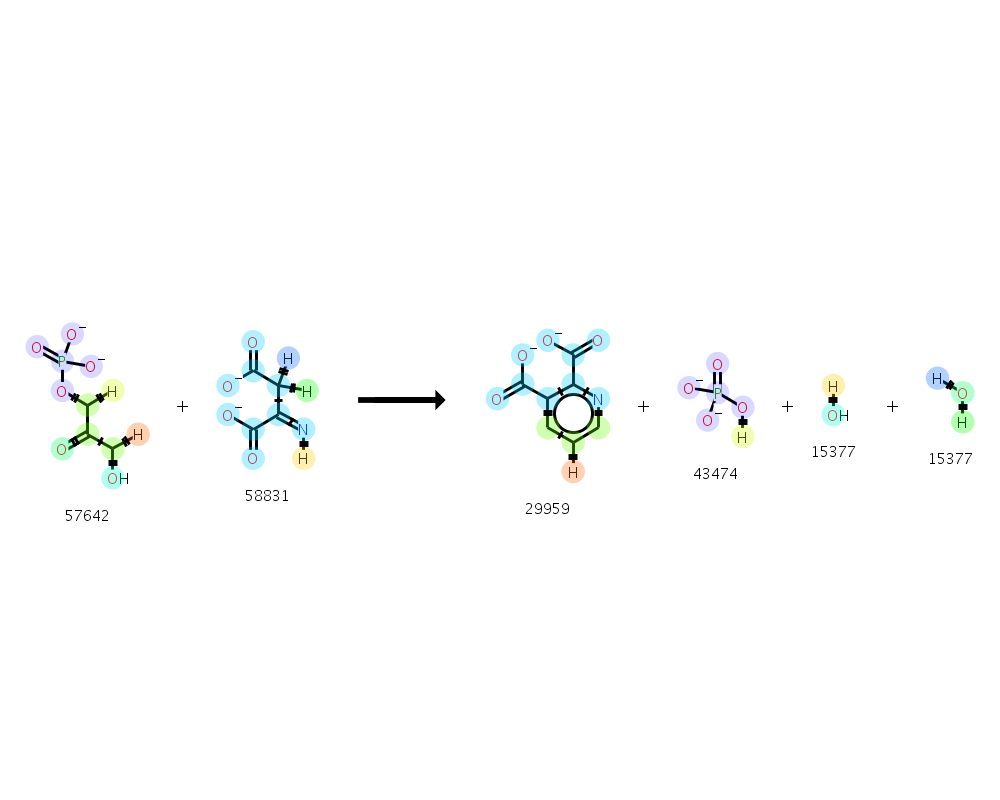 O⁻
O P O⁻
O H
O H
OH
57642
+
O H
O⁻ H
O⁻ N
O H
58831
O⁻ O
O⁻
O N
H
29959
+
O
O⁻ P O
O⁻ H
43474
+
H
OH
15377
+
H O
H
15377